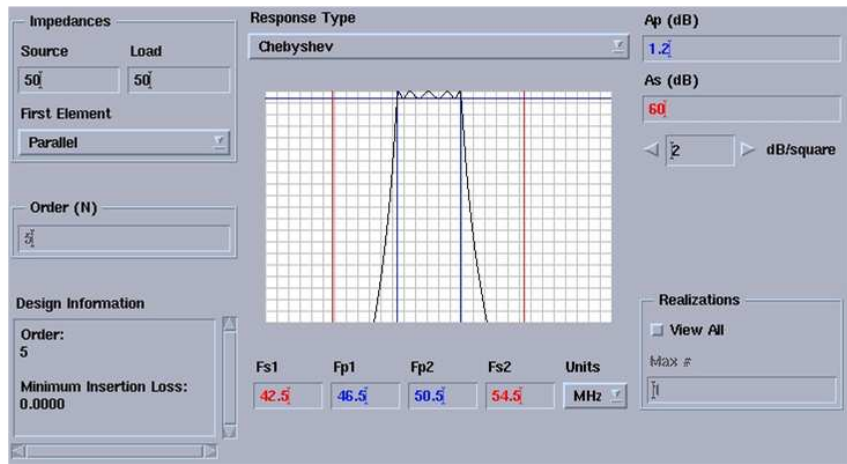 Impedances
Source Load
50 50
First Element
Parallel
Order (N)
5
Design Information
Order:
5
Minimum Insertion Loss:
0.0000
Response Type
Chebyshev
Fs1 Fp1 Fp2 Fs2 Units
42.5 46.5 50.5 54.5 MHz
Ap (dB)
1.2
As (dB)
60
2 dB/square
Realizations
View All
Max #
1